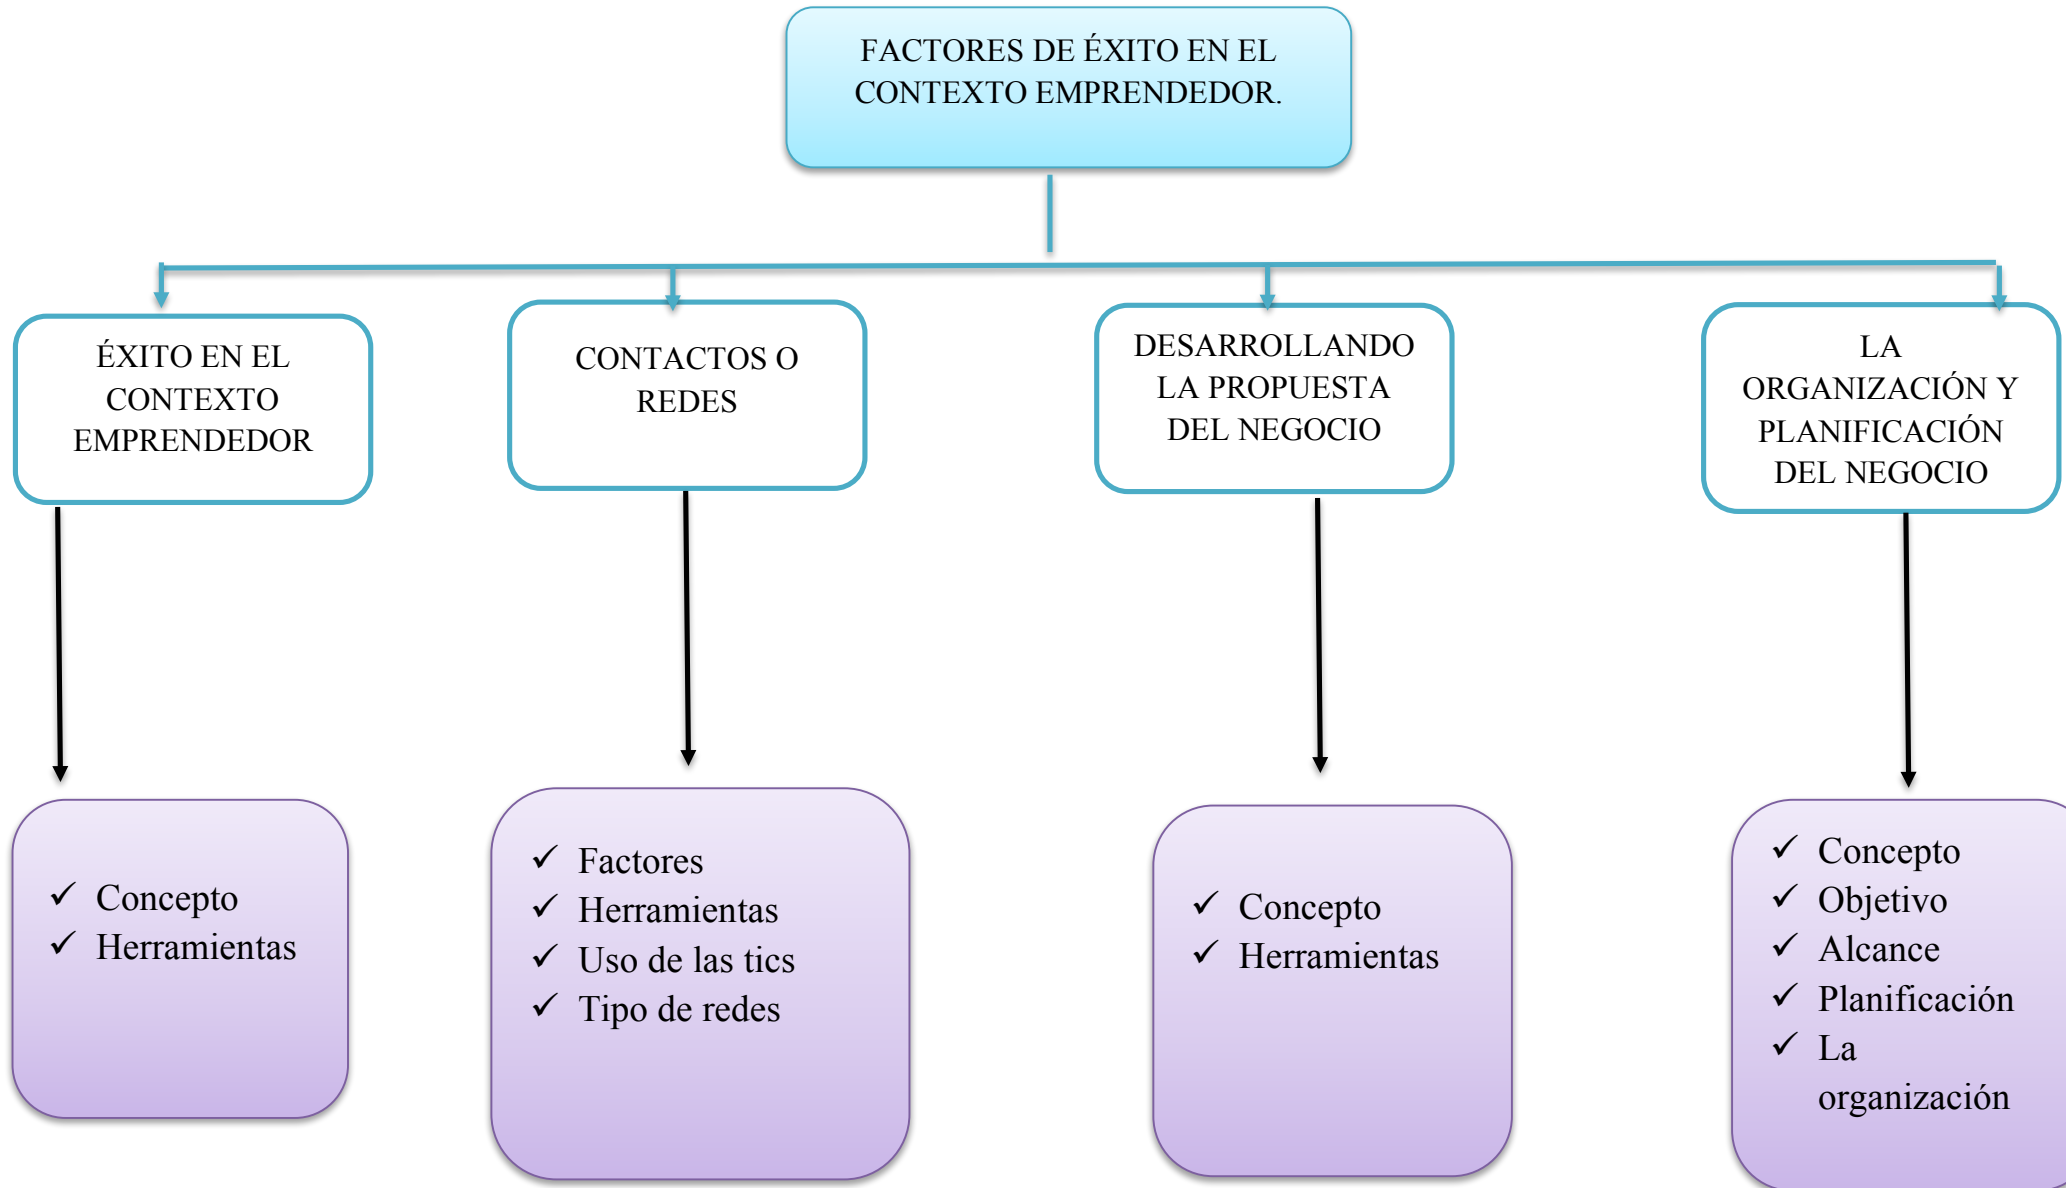 FACTORES DE ÉXITO EN EL
CONTEXTO EMPRENDEDOR.
ÉXITO EN EL
CONTEXTO
EMPRENDEDOR
CONTACTOS O
REDES
DESARROLLANDO
LA PROPUESTA
DEL NEGOCIO
LA
ORGANIZACIÓN Y
PLANIFICACIÓN
DEL NEGOCIO
✓ Concepto
✓ Herramientas
✓ Factores
✓ Herramientas
✓ Uso de las tics
✓ Tipo de redes
✓ Concepto
✓ Herramientas
✓ Concepto
✓ Objetivo
✓ Alcance
✓ Planificación
✓ La
organización